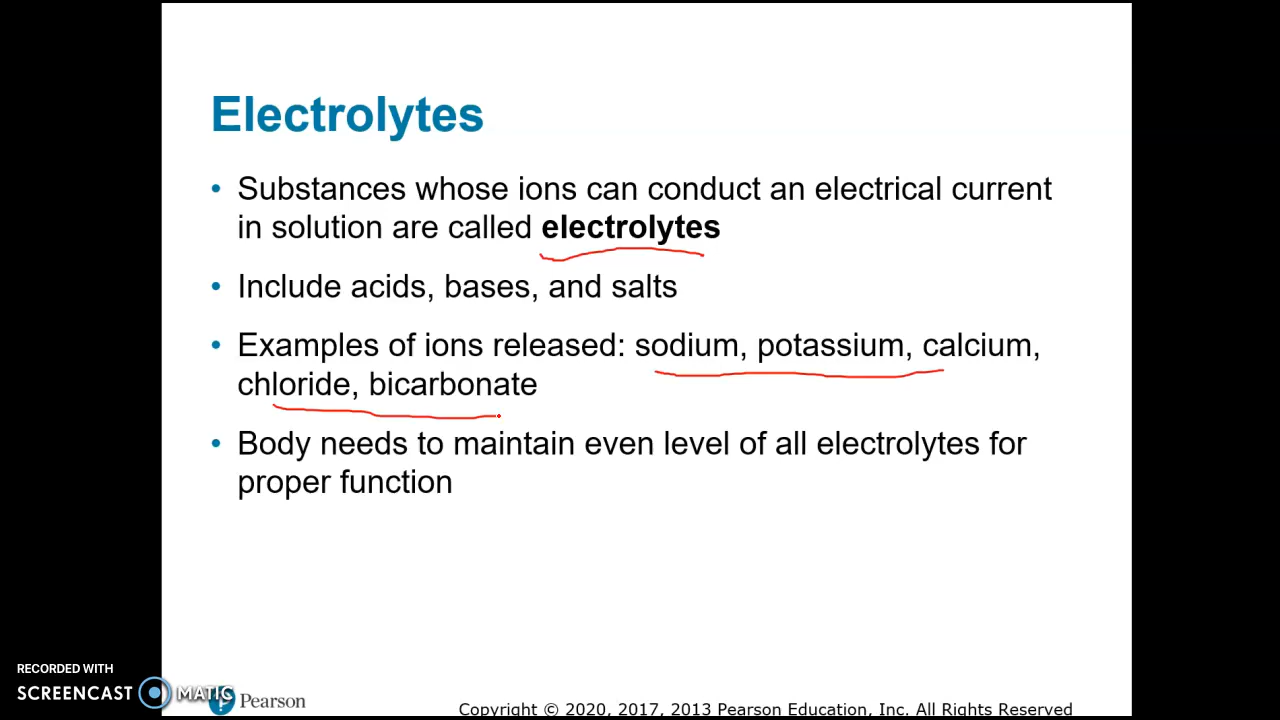 Electrolytes
• Substances whose ions can conduct an electrical current
in solution are called electrolytes
• Include acids, bases, and salts
• Examples of ions released: sodium, potassium, calcium,
chloride, bicarbonate
• Body needs to maintain even level of all electrolytes for
proper function
RECORDED WITH
SCREENCAST MATIC
Pearson
Copyright © 2020, 2017, 2013 Pearson Education, Inc. All Rights Reserved